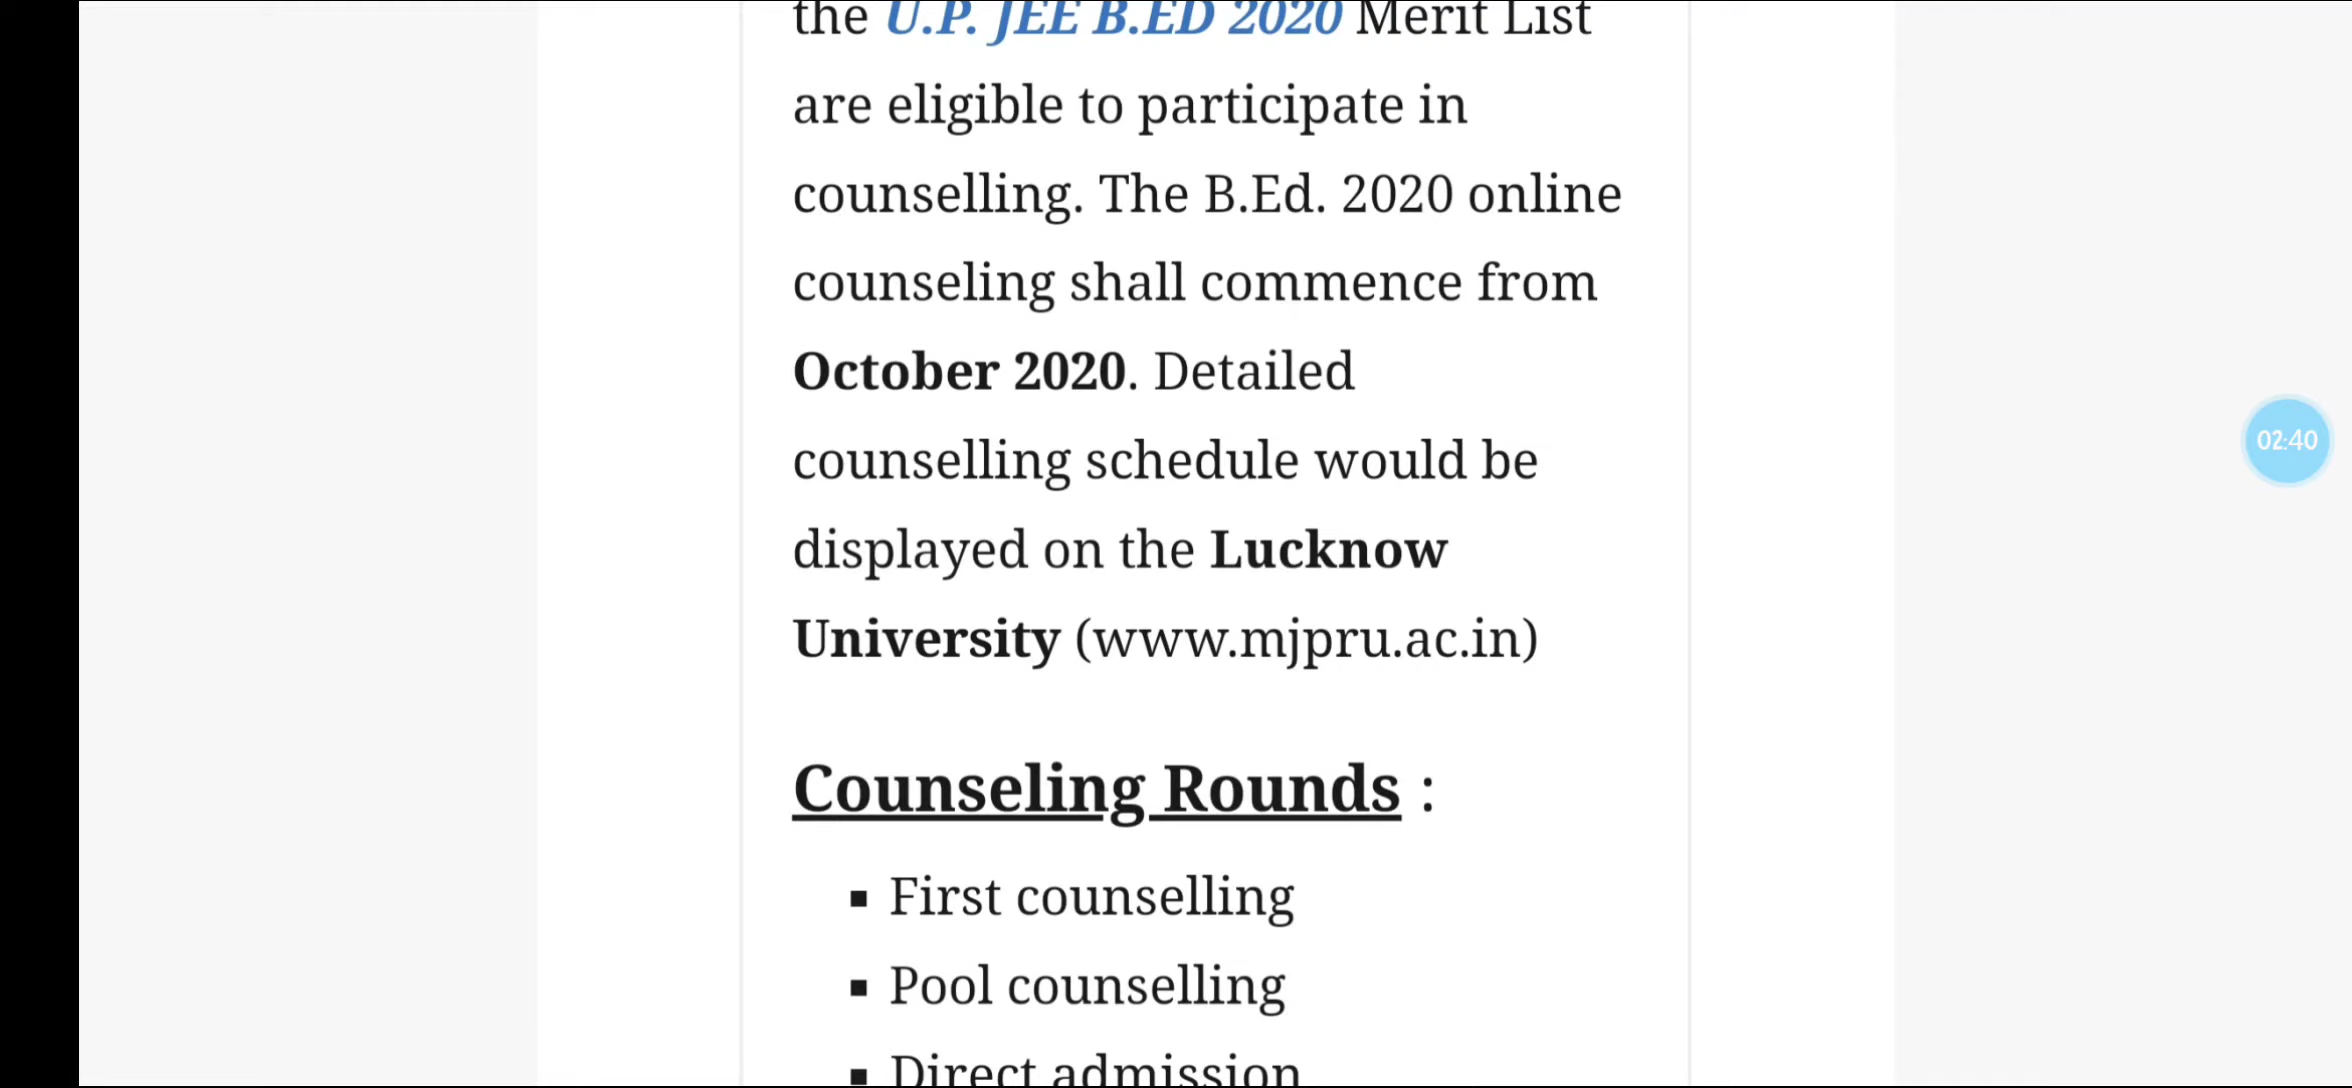 the U.P. JEE B.ED 2020 Merit List
are eligible to participate in
counselling. The B.Ed. 2020 online
counseling shall commence from
October 2020. Detailed
counselling schedule would be
displayed on the Lucknow
University (www.mjpru.ac.in)
Counseling Rounds :
▪ First counselling
▪ Pool counselling
▪ Direct admission
02:40